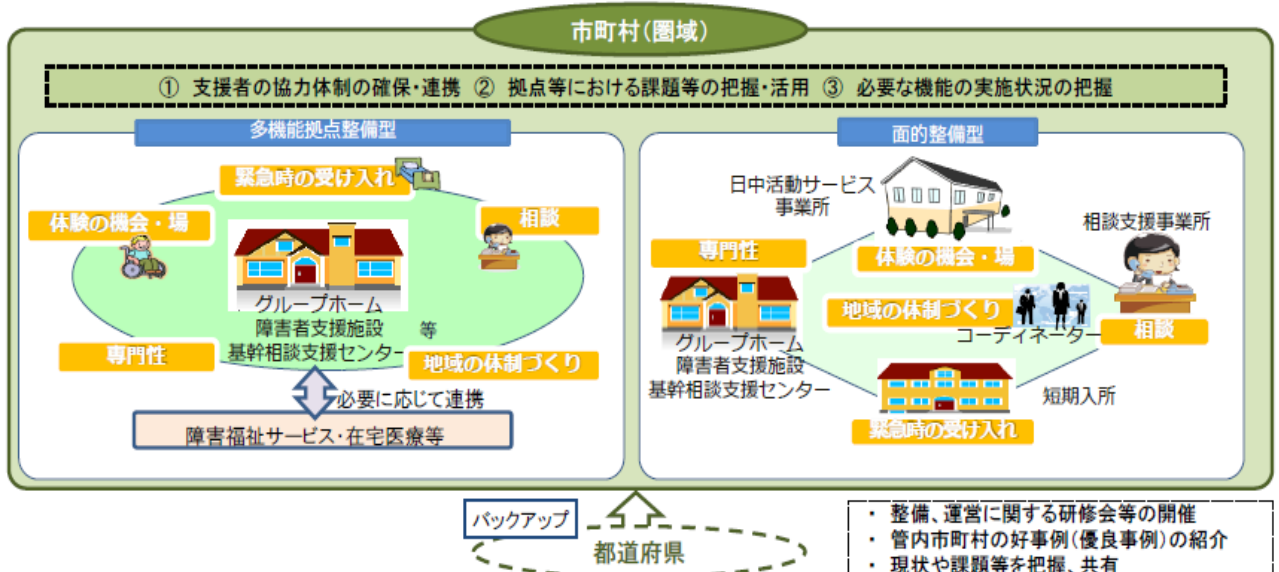 市町村(圏域)
① 支援者の協力体制の確保・連携 ② 拠点等における課題等の把握・活用 ③ 必要な機能の実施状況の把握
多機能拠点整備型
緊急時の受け入れ
体験の機会・場
相談
グループホーム
障害者支援施設 等
基幹相談支援センター
専門性
地域の体制づくり
必要に応じて連携
障害福祉サービス・在宅医療等
面的整備型
日中活動サービス
事業所
相談支援事業所
専門性
体験の機会・場
地域の体制づくり
コーディネーター
相談
グループホーム
障害者支援施設
基幹相談支援センター
短期入所
緊急時の受け入れ
バックアップ
都道府県
・ 整備、運営に関する研修会等の開催
・ 管内市町村の好事例(優良事例)の紹介
・ 現状や課題等を把握、共有